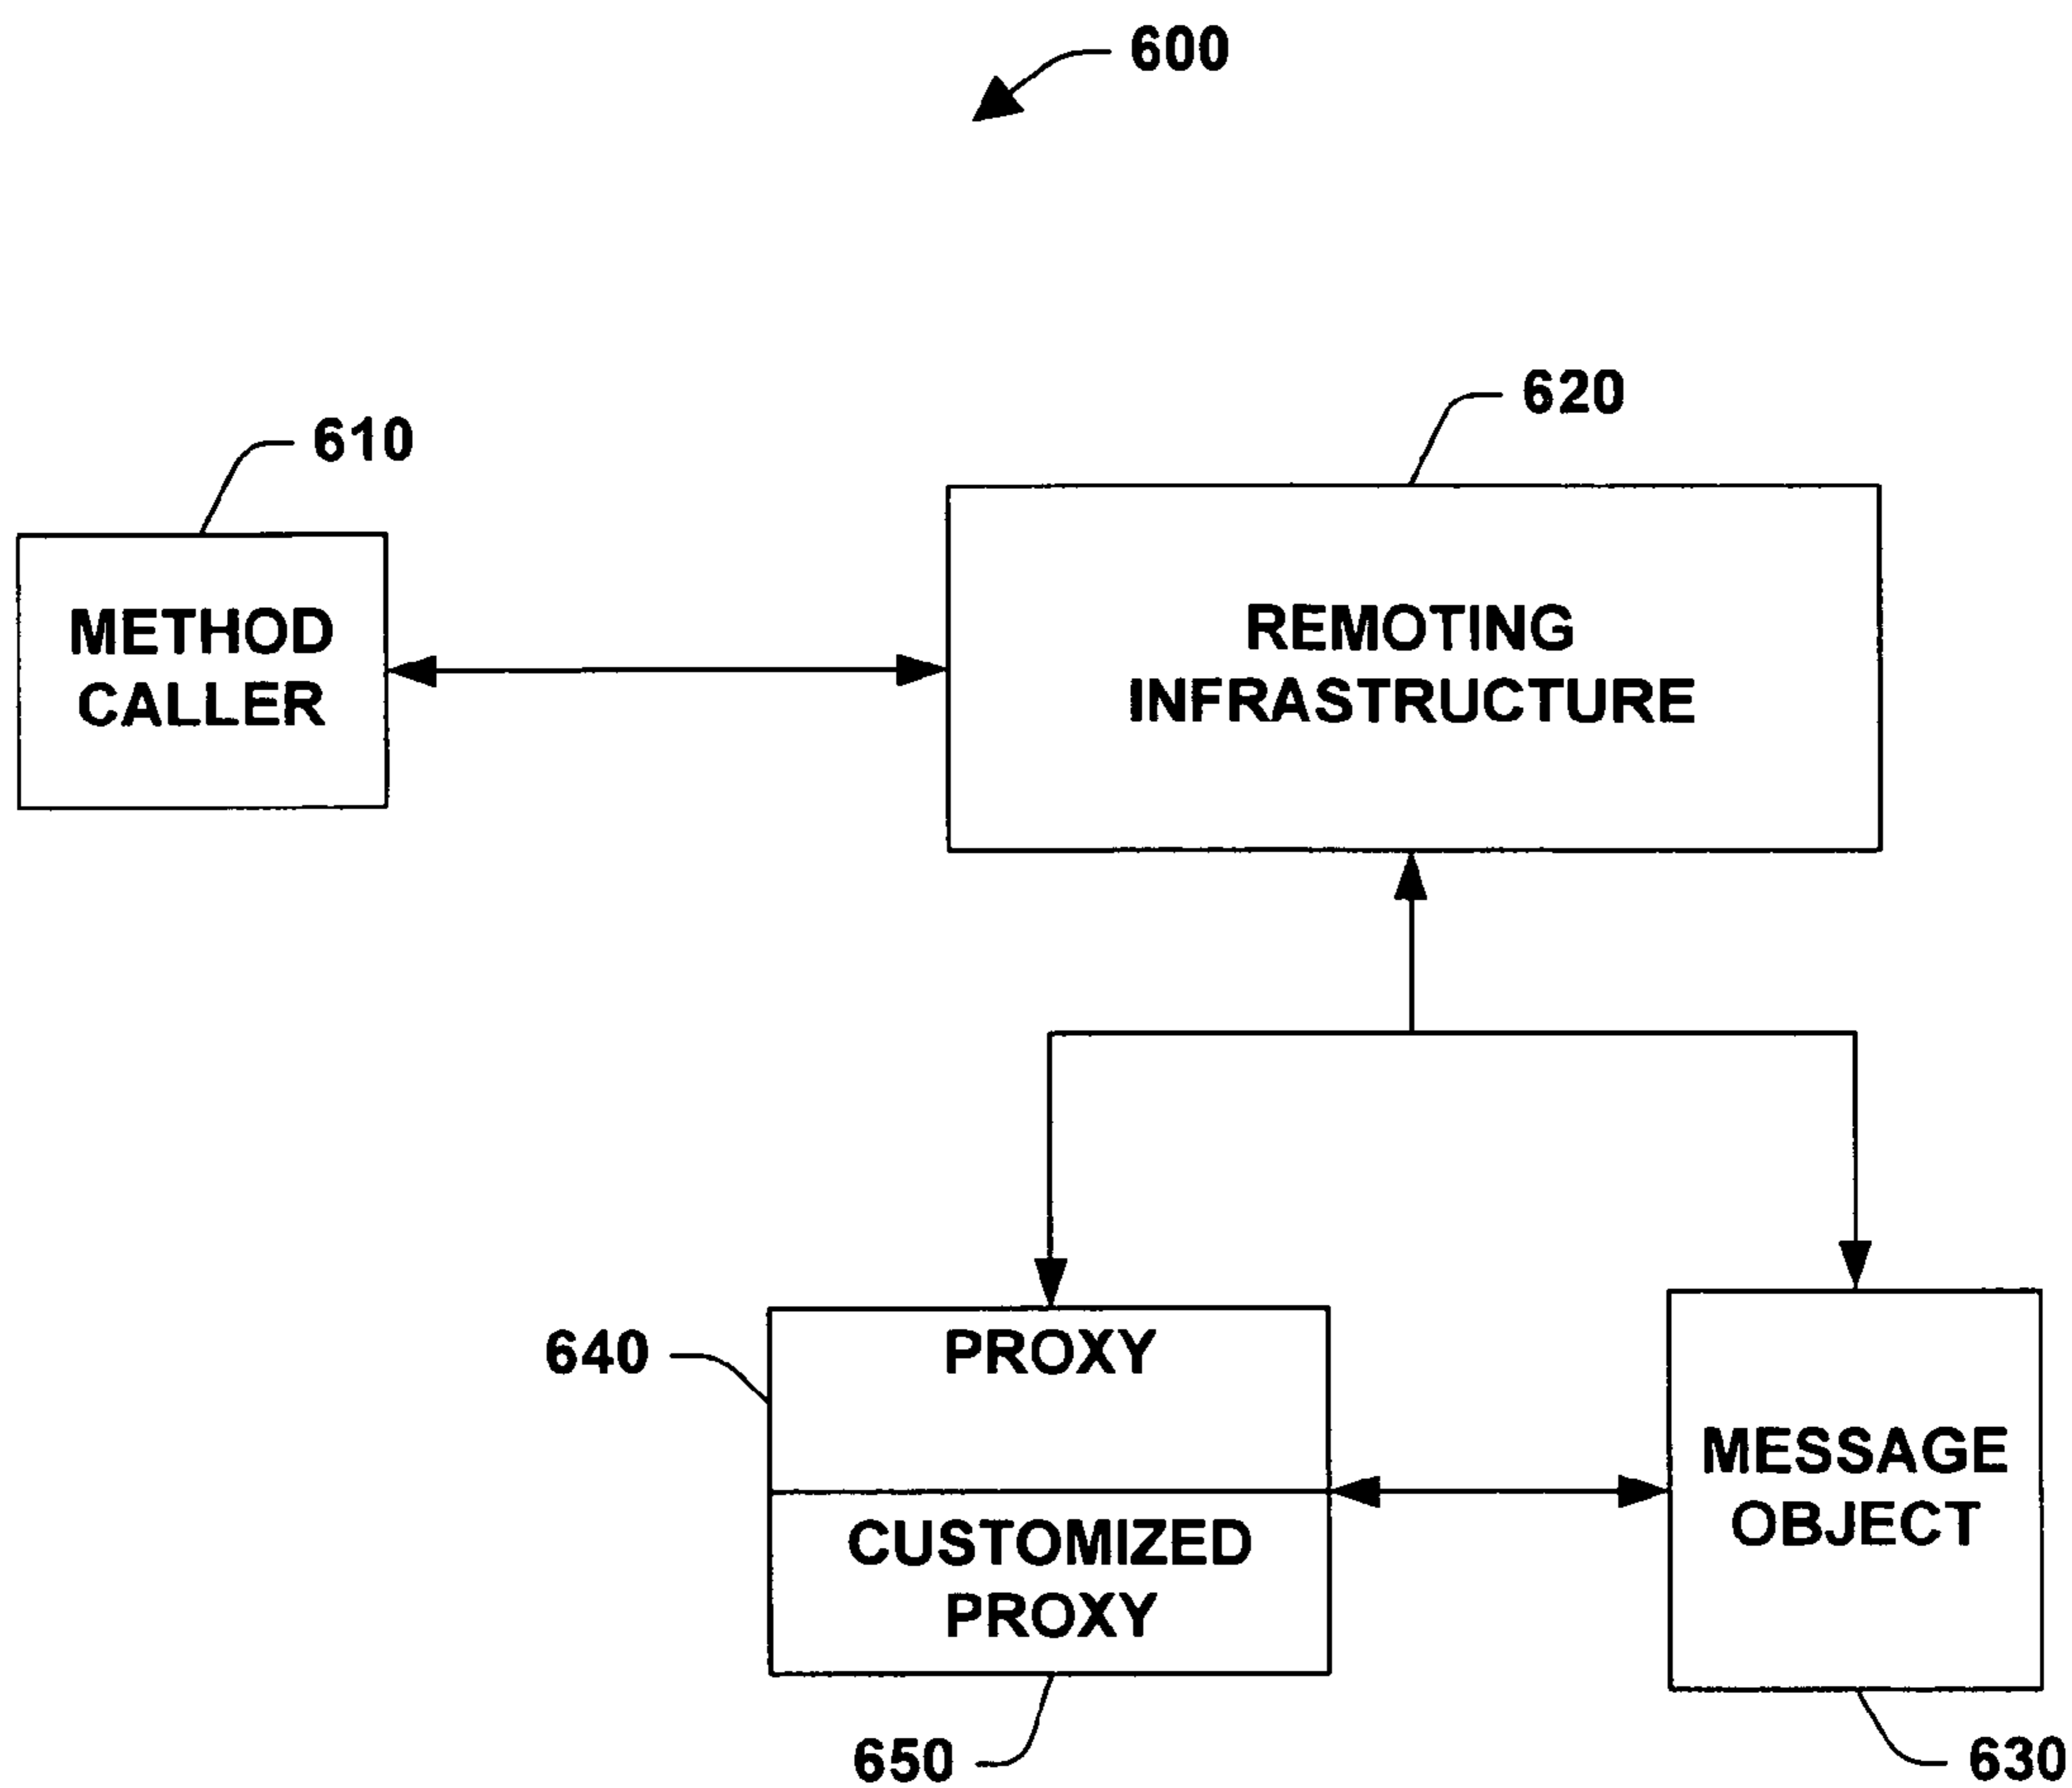 600
620
610
METHOD
CALLER
REMOTING
INFRASTRUCTURE
640
PROXY
CUSTOMIZED
PROXY
MESSAGE
OBJECT
650
630